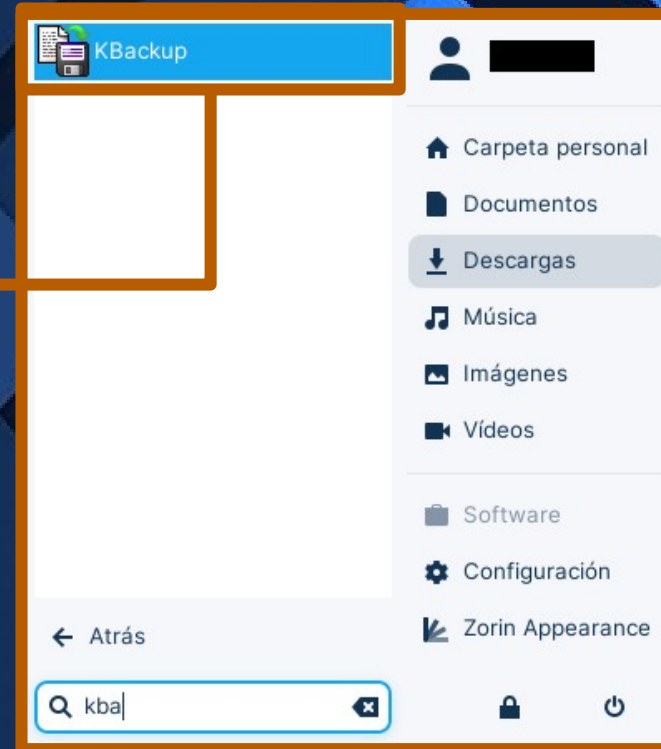 KBackup
Carpeta personal
Documentos
Descargas
Música
Imágenes
Vídeos
Software
Configuración
Zorin Appearance
Atrás
kba